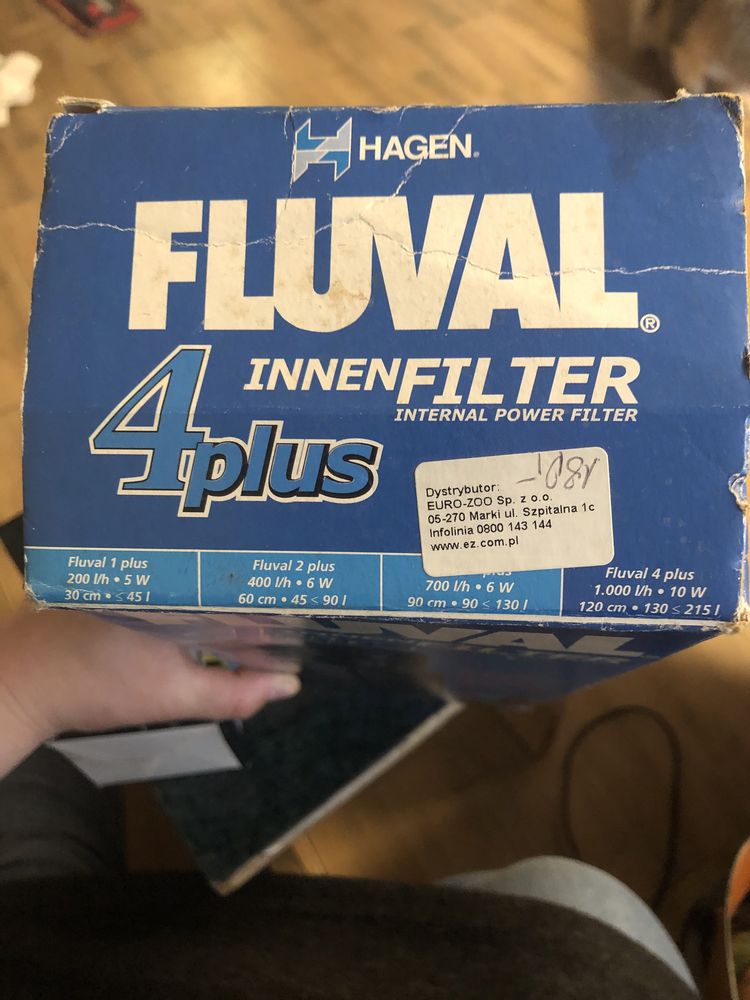 HAGEN®
FLUVAL®
INNENFILTER
INTERNAL POWER FILTER
4plus
180,-
Dystrybutor:
EURO-ZOO Sp. z o.o.
05-270 Marki ul. Szpitalna 1c
Infolinia 0800 143 144
www.ez.com.pl
Fluval 1 plus
200 l/h • 5 W
30 cm • ≤ 45 l
Fluval 2 plus
400 l/h • 6 W
60 cm • 45 ≤ 90 l
plus
700 l/h • 6 W
90 cm • 90 ≤ 130 l
Fluval 4 plus
1.000 l/h • 10 W
120 cm • 130 ≤ 215 l
FLUVAL